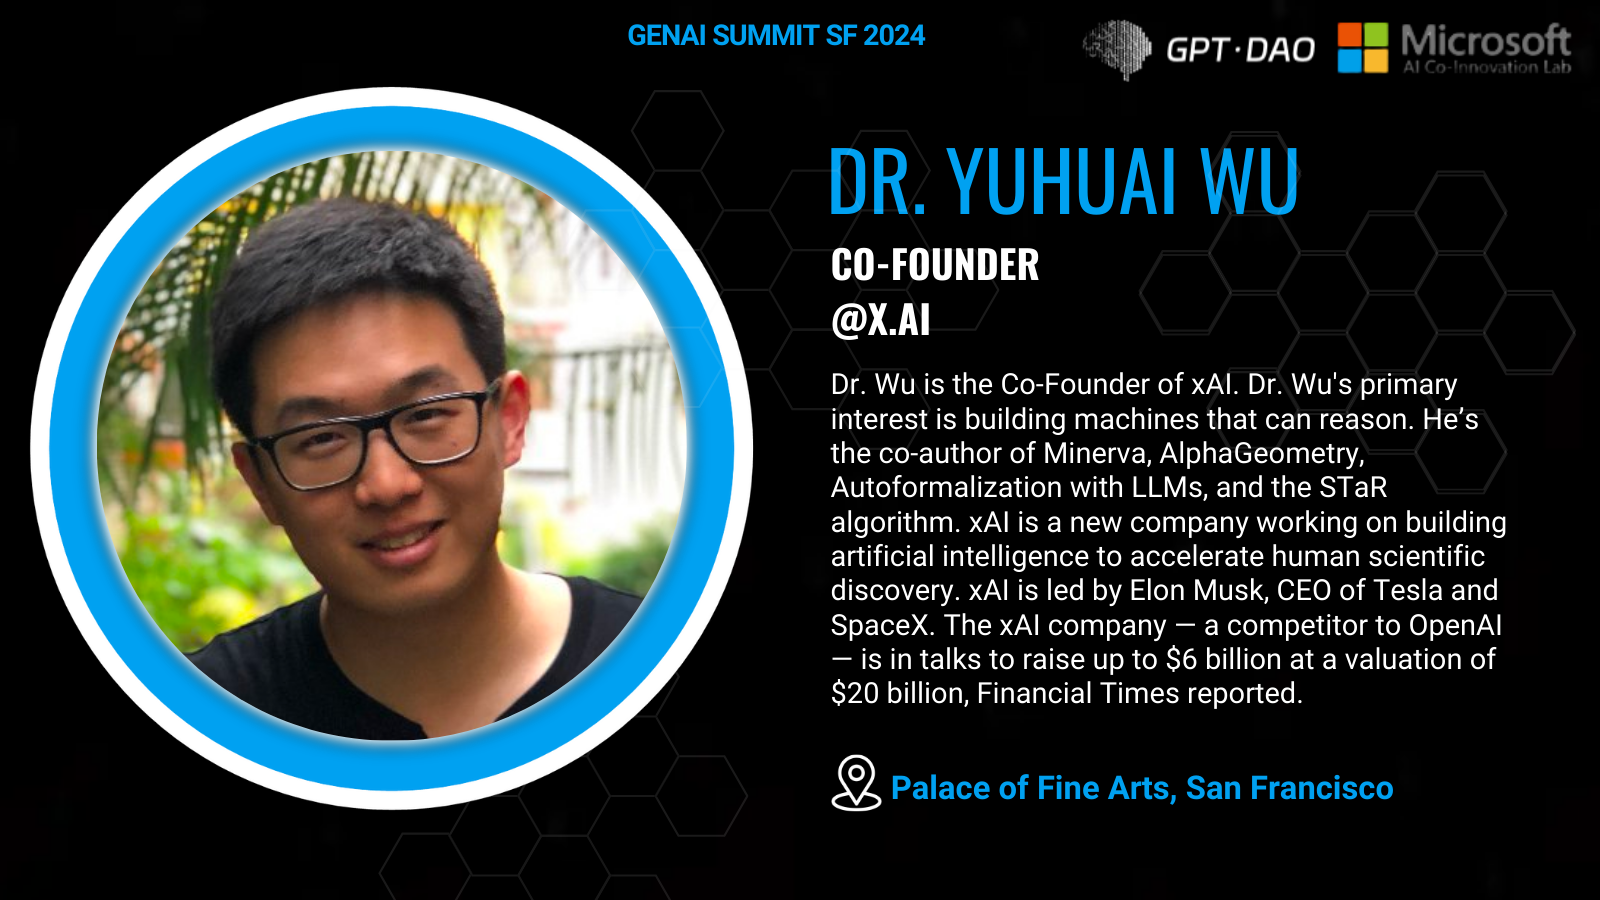 GENAI SUMMIT SF 2024
GPT·DAO
Microsoft
AI Co-Innovation Lab
DR. YUHUAI WU
CO-FOUNDER
@X.AI
Dr. Wu is the Co-Founder of xAI. Dr. Wu's primary
interest is building machines that can reason. He’s
the co-author of Minerva, AlphaGeometry,
Autoformalization with LLMs, and the STaR
algorithm. xAI is a new company working on building
artificial intelligence to accelerate human scientific
discovery. xAI is led by Elon Musk, CEO of Tesla and
SpaceX. The xAI company — a competitor to OpenAI
— is in talks to raise up to $6 billion at a valuation of
$20 billion, Financial Times reported.
Palace of Fine Arts, San Francisco